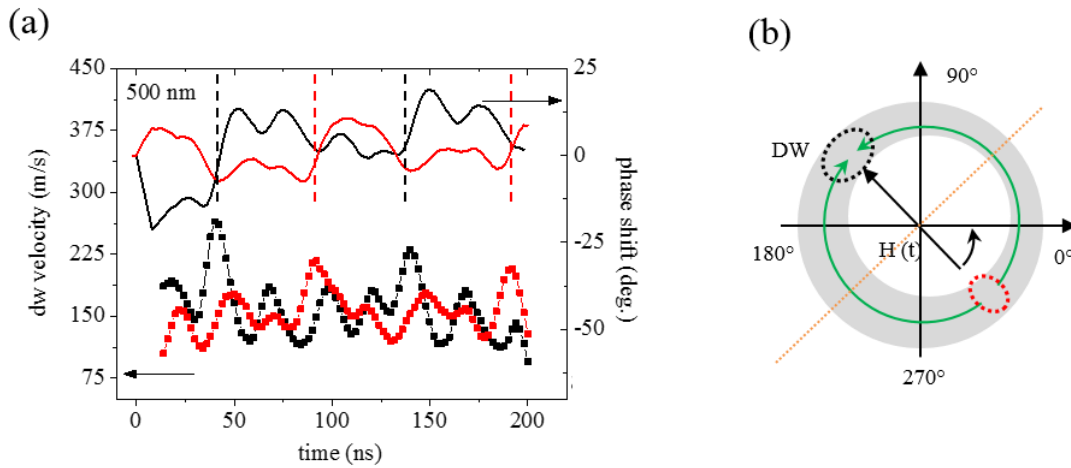 (a)
450
375
300
225
150
75
dw velocity (m/s)
500 nm
25
0
-25
-50
phase shift (deg.)
0
50
100
150
200
time (ns)
(b)
90°
DW
H (t)
180°
0°
270°